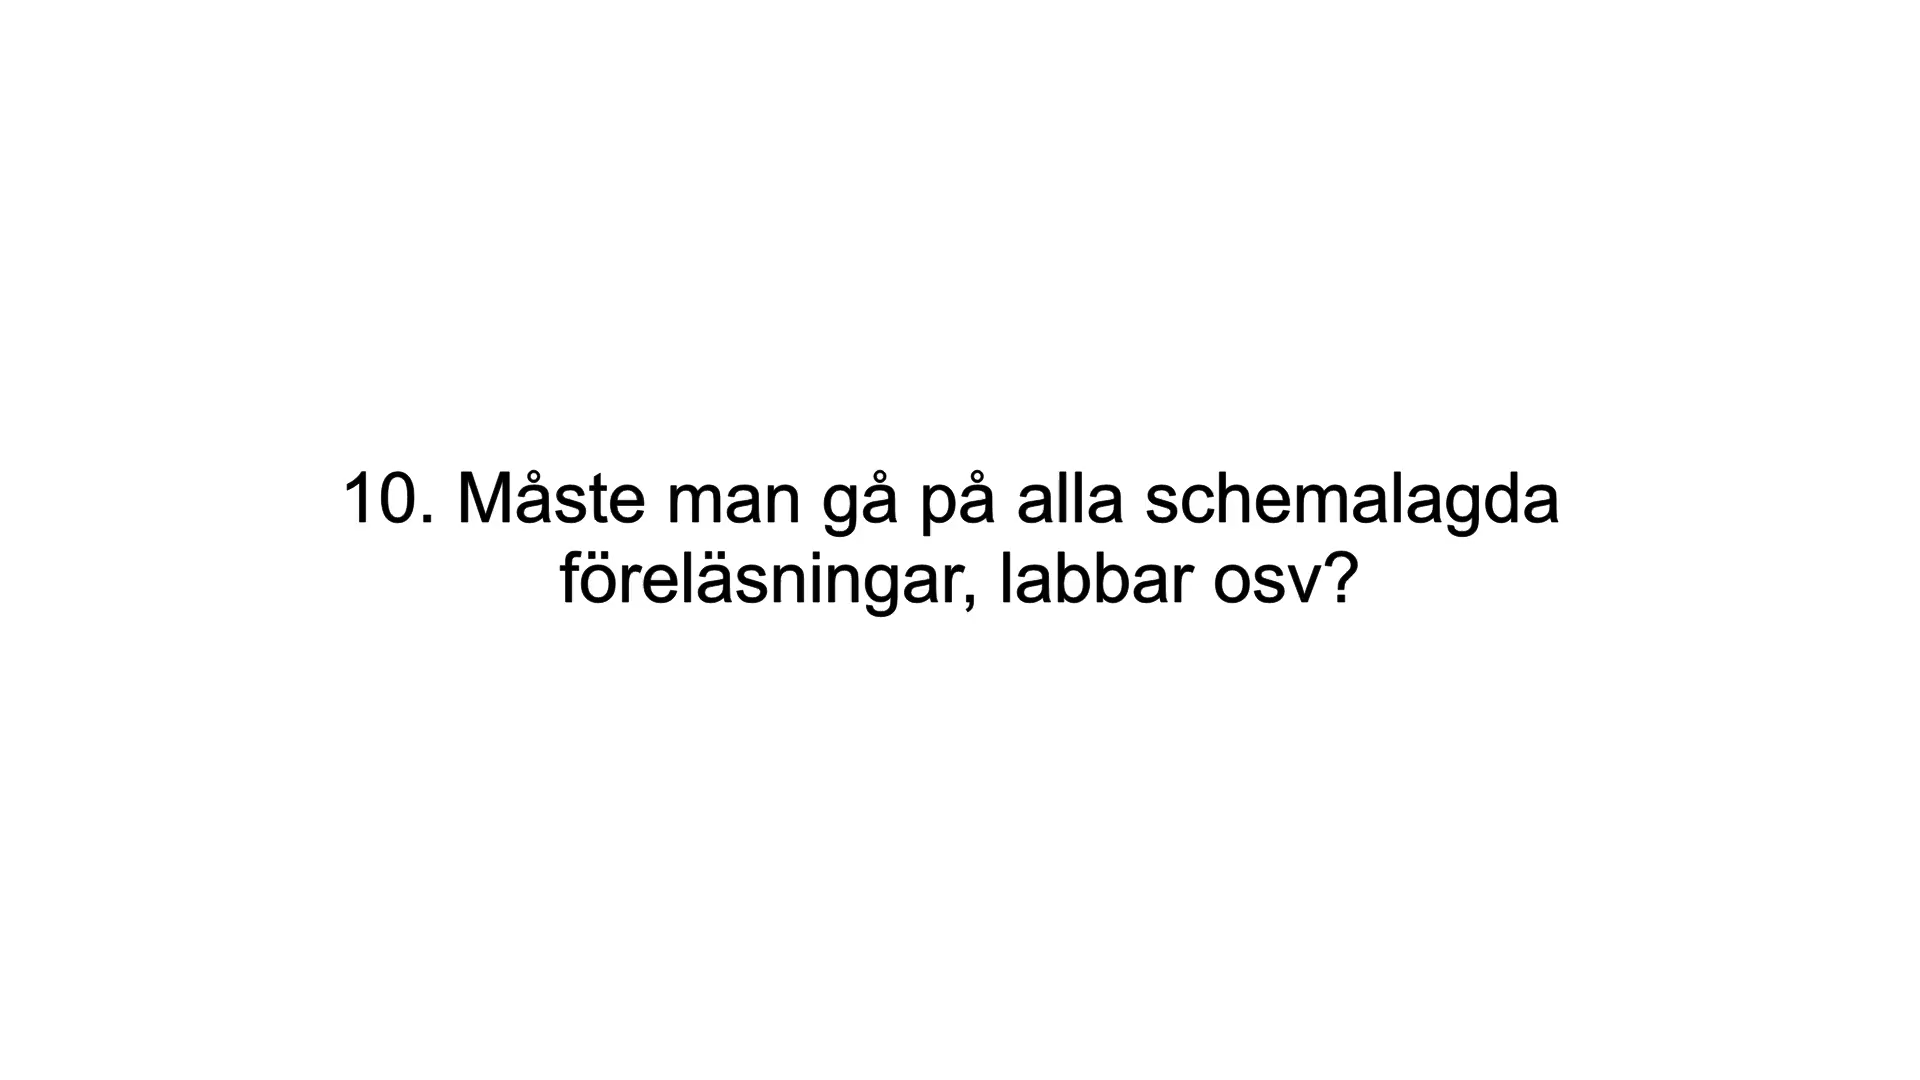 10. Måste man gå på alla schemalagda
föreläsningar, labbar osv?